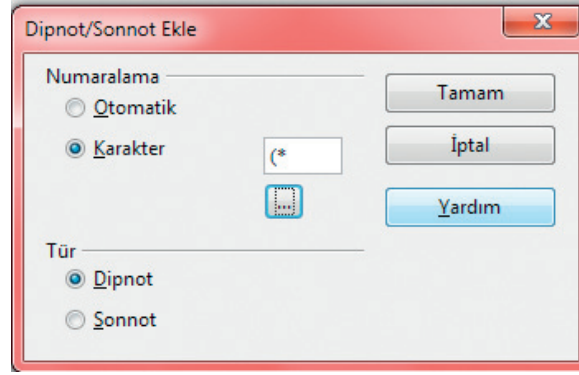 Dipnot/Sonnot Ekle
Numaralama
Otomatik
Karakter
(*
...
Tür
Dipnot
Sonnot
Tamam
İptal
Yardım